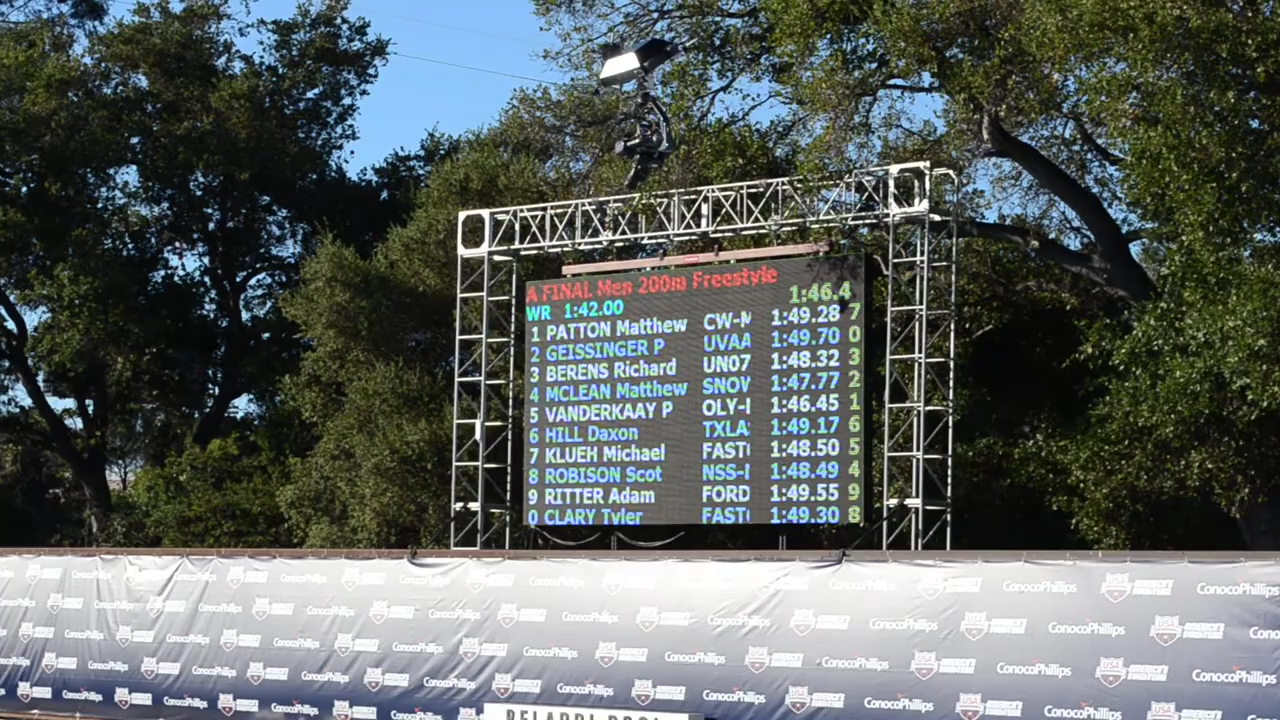 A FINAL Men 200m Freestyle
WR 1:42.00 1:46.4
1 PATTON Matthew CW-M 1:49.28 7
2 GEISSINGER P UVAA 1:49.70 0
3 BERENS Richard UN07 1:48.32 3
4 MCLEAN Matthew SNOV 1:47.77 2
5 VANDERKAAY P OLY-I 1:46.45 1
6 HILL Daxon TXLA 1:49.17 6
7 KLUEH Michael FAST 1:48.50 5
8 ROBISON Scot NSS-I 1:48.49 4
9 RITTER Adam FORD 1:49.55 9
0 CLARY Tyler FAST 1:49.30 8
ConocoPhillips USA AMERICA'S